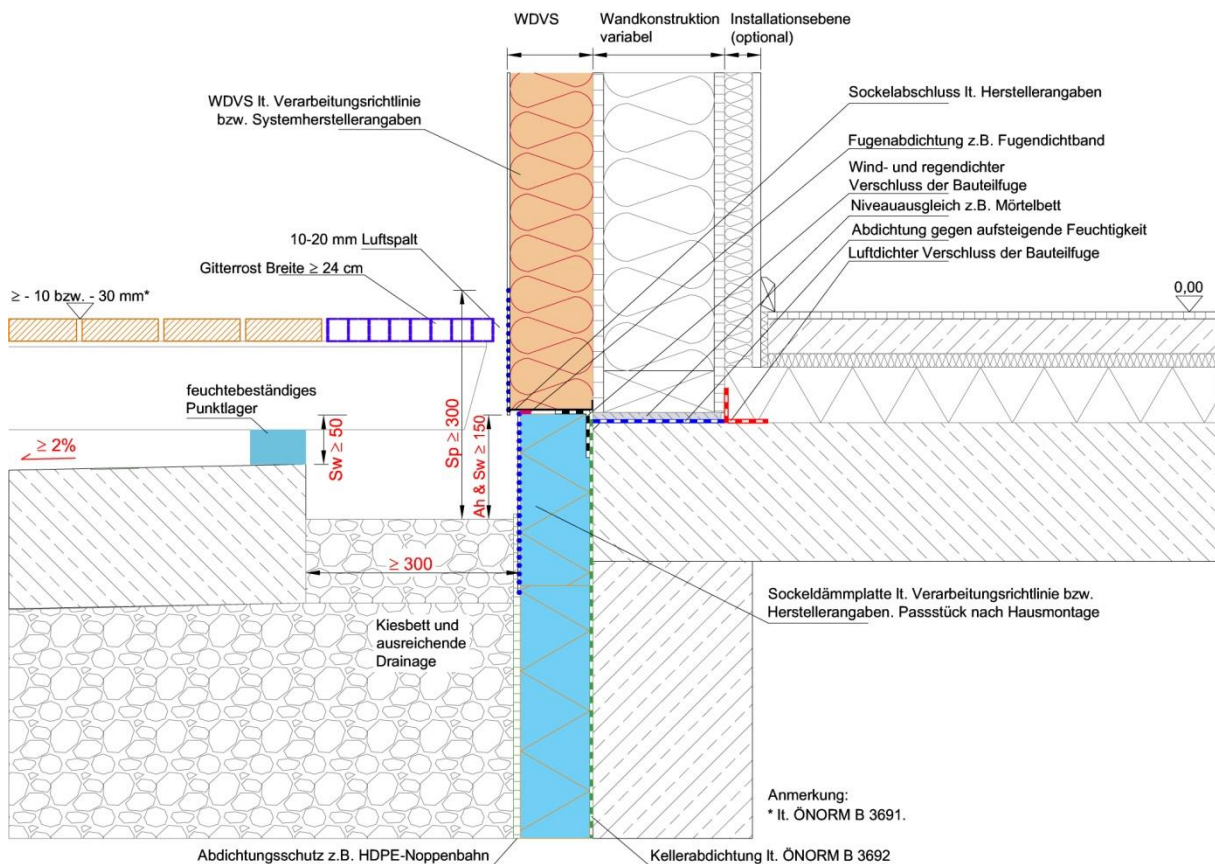 WDVS
Wandkonstruktion
variabel
Installationsebene
(optional)
WDVS lt. Verarbeitungsrichtlinie
bzw. Systemherstellerangaben
Sockelabschluss lt. Herstellerangaben
Fugenabdichtung z.B. Fugendichtband
Wind- und regendichter
Verschluss der Bauteilfuge
Niveauausgleich z.B. Mörtelbett
Abdichtung gegen aufsteigende Feuchtigkeit
Luftdichter Verschluss der Bauteilfuge
10-20 mm Luftspalt
Gitterrost Breite ≥ 24 cm
≥ - 10 bzw. - 30 mm*
0,00
feuchtebeständiges
Punktlager
≥ 2%
Sw ≥ 50
Sp ≥ 300
Ah & Sw ≥ 150
≥ 300
Kiesbett und
ausreichende
Drainage
Sockeldämmplatte lt. Verarbeitungsrichtlinie bzw.
Herstellerangaben. Passstück nach Hausmontage
Anmerkung:
* lt. ÖNORM B 3691.
Abdichtungsschutz z.B. HDPE-Noppenbahn
Kellerabdichtung lt. ÖNORM B 3692